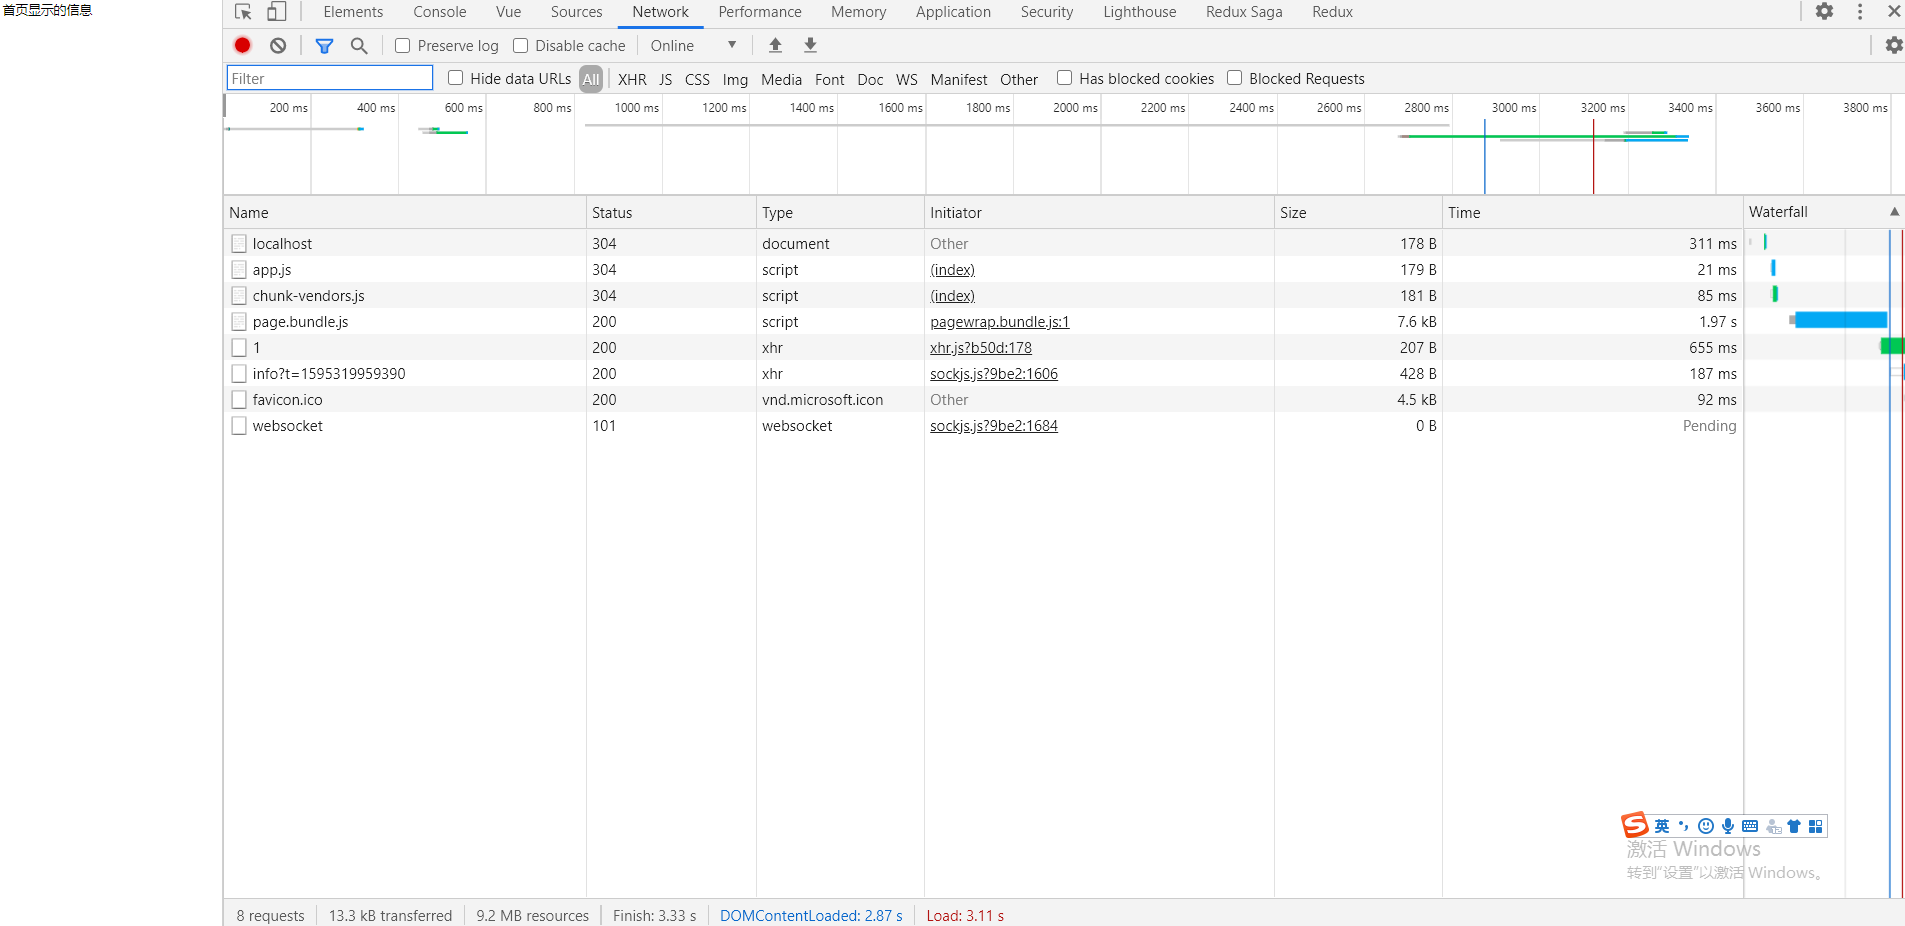 首页显示的信息
Elements Console Vue Sources Network Performance Memory Application Security Lighthouse Redux Saga Redux
Preserve log Disable cache Online
Filter Hide data URLs All XHR JS CSS Img Media Font Doc WS Manifest Other Has blocked cookies Blocked Requests
200 ms 400 ms 600 ms 800 ms 1000 ms 1200 ms 1400 ms 1600 ms 1800 ms 2000 ms 2200 ms 2400 ms 2600 ms 2800 ms 3000 ms 3200 ms 3400 ms 3600 ms 3800 ms
Name Status Type Initiator Size Time Waterfall
localhost 304 document Other 178 B 311 ms
app.js 304 script (index) 179 B 21 ms
chunk-vendors.js 304 script (index) 181 B 85 ms
page.bundle.js 200 script pagewrap.bundle.js:1 7.6 kB 1.97 s
1 200 xhr xhr.js?b50d:178 207 B 655 ms
info?t=1595319959390 200 xhr sockjs.js?9be2:1606 428 B 187 ms
favicon.ico 200 vnd.microsoft.icon Other 4.5 kB 92 ms
websocket 101 websocket sockjs.js?9be2:1684 0 B Pending
英
激活 Windows
转到“设置”以激活 Windows。
8 requests 13.3 kB transferred 9.2 MB resources Finish: 3.33 s DOMContentLoaded: 2.87 s Load: 3.11 s